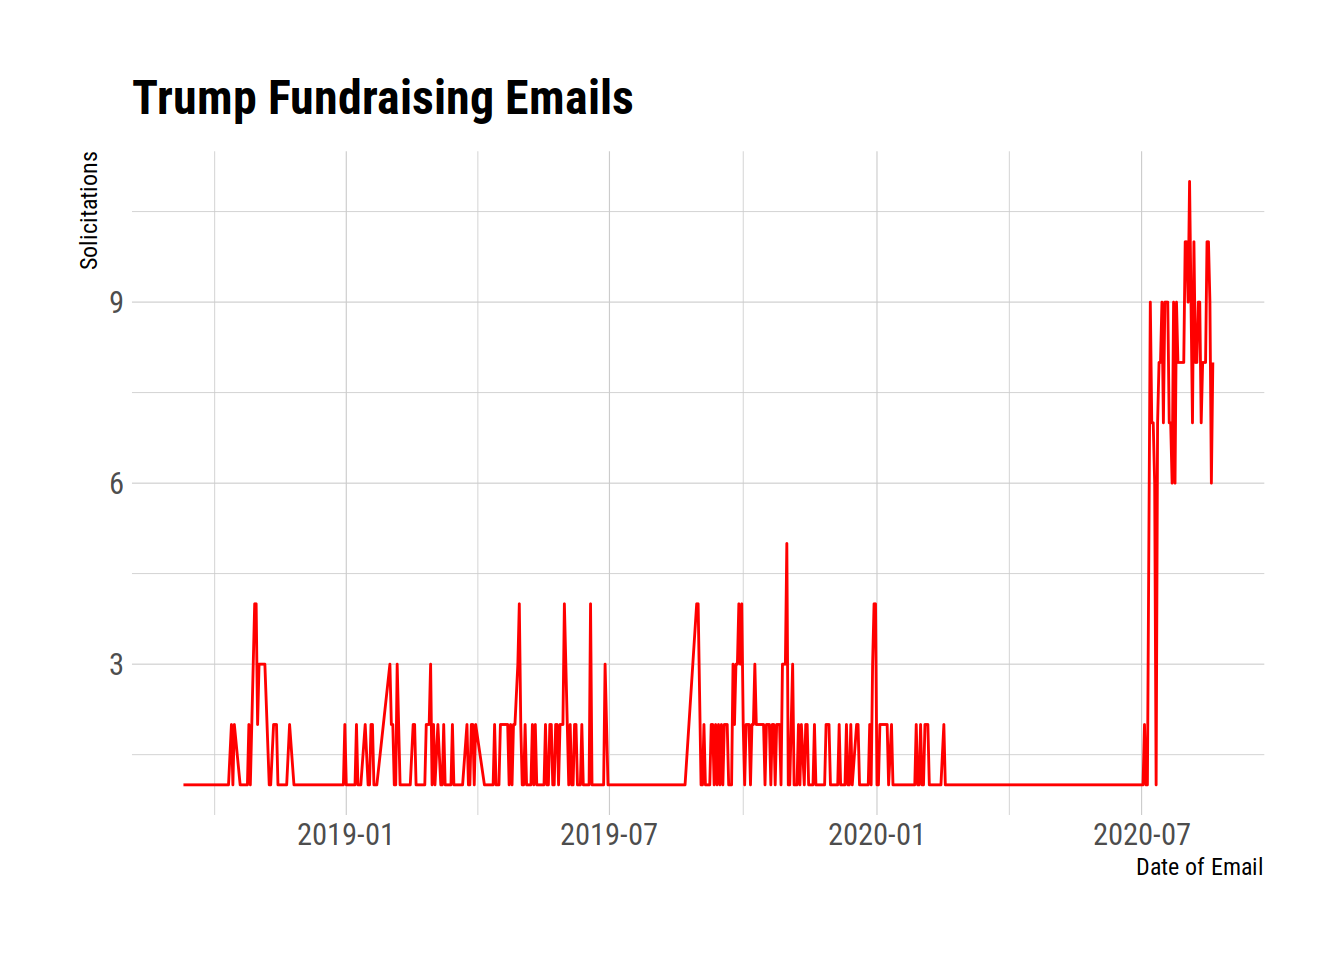 Trump Fundraising Emails
Solicitations
9
6
3
2019-01
2019-07
2020-01
2020-07
Date of Email